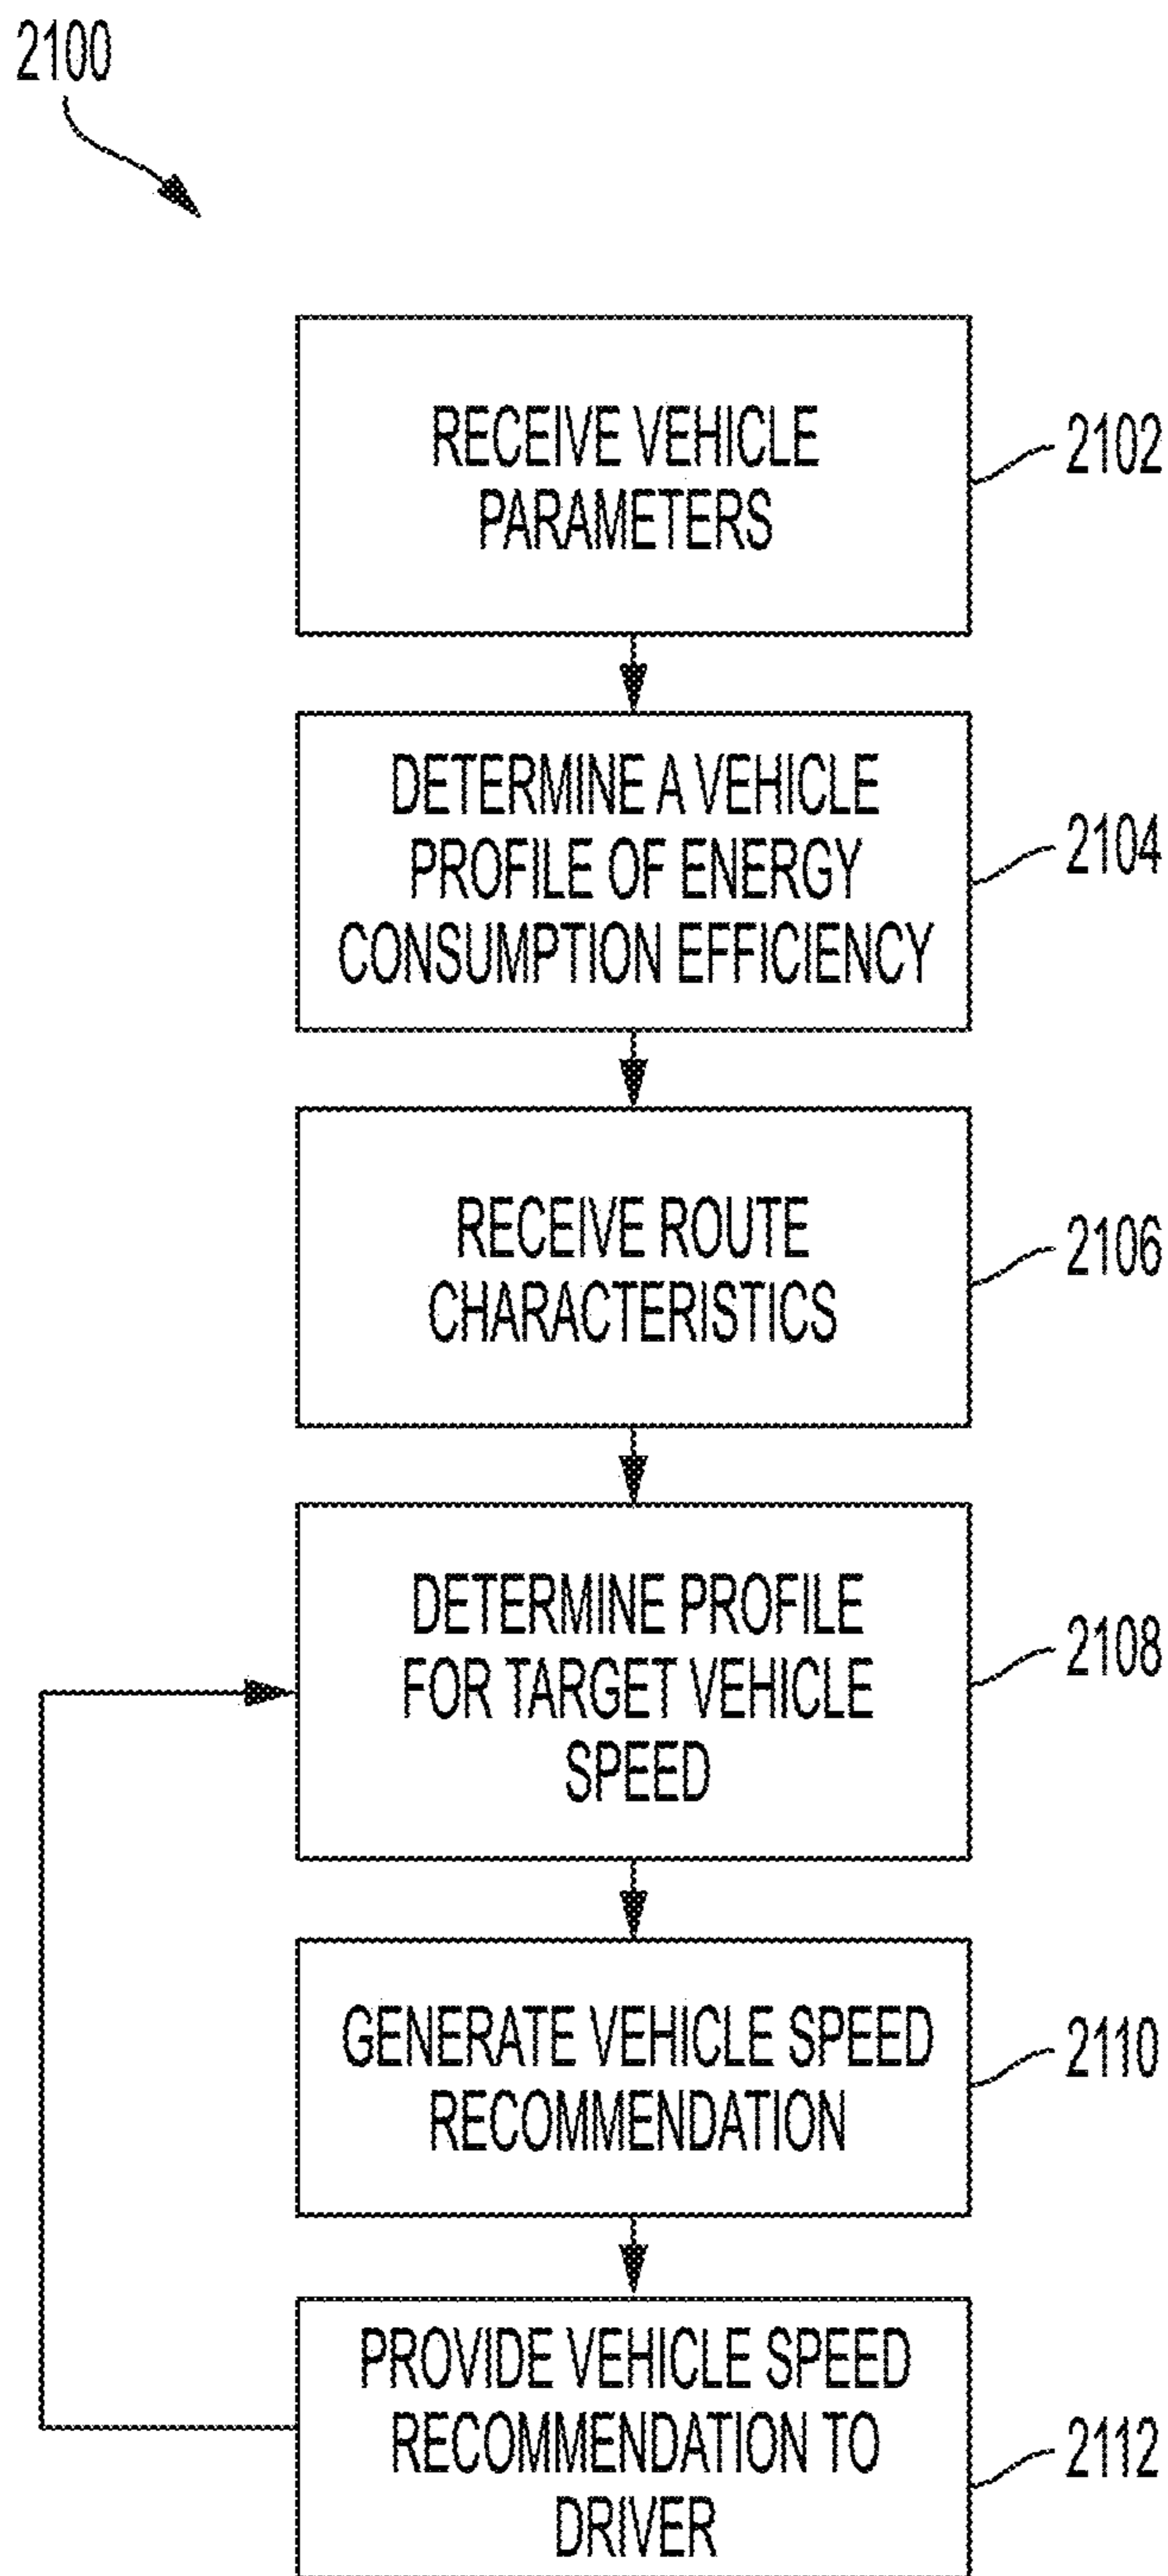 2100
RECEIVE VEHICLE
PARAMETERS
2102
DETERMINE A VEHICLE
PROFILE OF ENERGY
CONSUMPTION EFFICIENCY
2104
RECEIVE ROUTE
CHARACTERISTICS
2106
DETERMINE PROFILE
FOR TARGET VEHICLE
SPEED
2108
GENERATE VEHICLE SPEED
RECOMMENDATION
2110
PROVIDE VEHICLE SPEED
RECOMMENDATION TO
DRIVER
2112